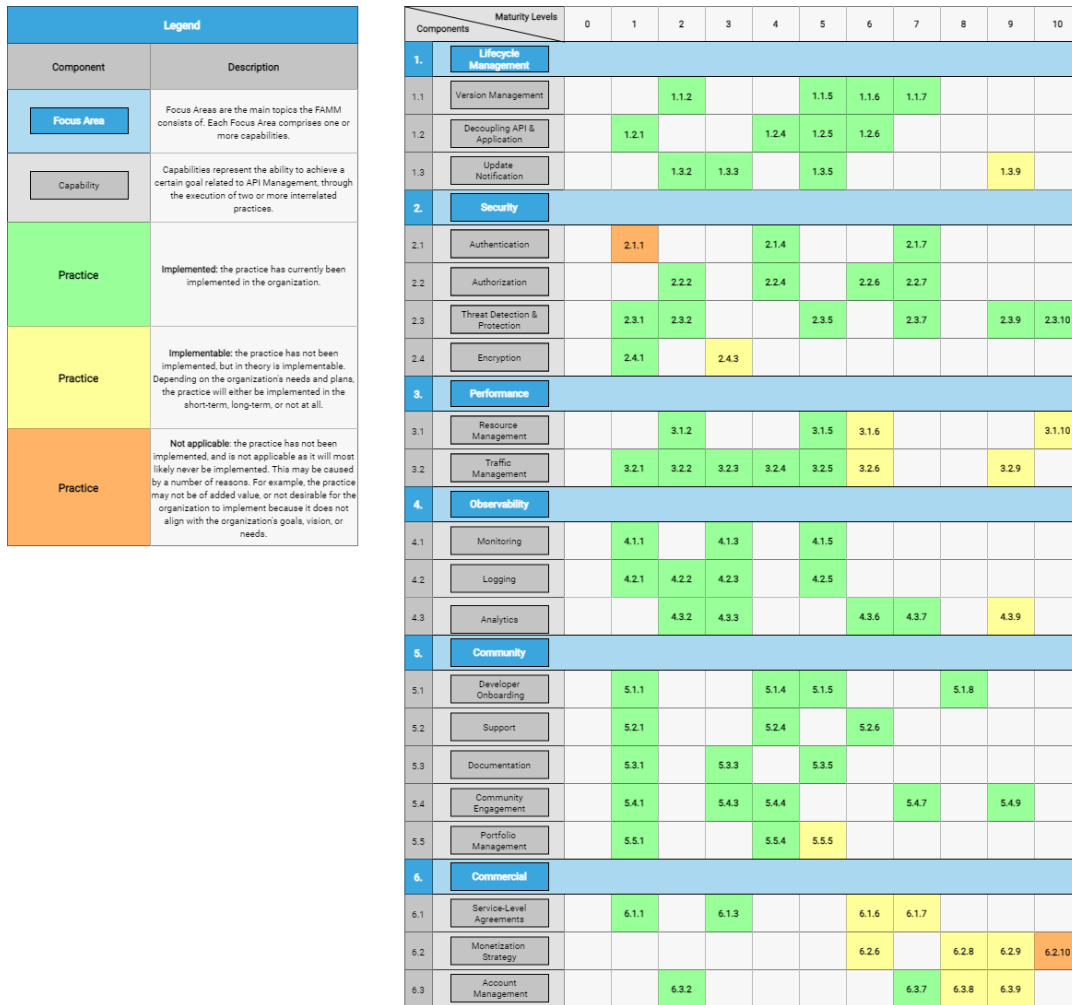 Legend
Component Description
Focus Area
Focus Areas are the main topics the FAMM
consists of. Each Focus Area comprises one or
more capabilities.
Capability
Capabilities represent the ability to achieve a
certain goal related to API Management, through
the execution of two or more interrelated
practices.
Practice
Implemented: the practice has currently been
implemented in the organization.
Practice
Implementable: the practice has not been
implemented, but in theory is implementable.
Depending on the organization's needs and plans,
the practice will either be implemented in the
short-term, long-term, or not at all.
Practice
Not applicable: the practice has not been
implemented, and is not applicable as it will most
likely never be implemented. This may be caused
by a number of reasons. For example, the practice
may not be of added value, or not desirable for the
organization to implement because it does not
align with the organization's goals, vision, or
needs.
Maturity Levels
Components
0 1 2 3 4 5 6 7 8 9 10
1. Lifecycle
Management
1.1 Version Management 1.1.2 1.1.5 1.1.6 1.1.7
1.2 Decoupling API &
Application 1.2.1 1.2.4 1.2.5 1.2.6
1.3 Update
Notification 1.3.2 1.3.3 1.3.5 1.3.9
2. Security
2.1 Authentication 2.1.1 2.1.4 2.1.7
2.2 Authorization 2.2.2 2.2.4 2.2.6 2.2.7
2.3 Threat Detection &
Protection 2.3.1 2.3.2 2.3.5 2.3.7 2.3.9 2.3.10
2.4 Encryption 2.4.1 2.4.3
3. Performance
3.1 Resource
Management 3.1.2 3.1.5 3.1.6 3.1.10
3.2 Traffic
Management 3.2.1 3.2.2 3.2.3 3.2.4 3.2.5 3.2.6 3.2.9
4. Observability
4.1 Monitoring 4.1.1 4.1.3 4.1.5
4.2 Logging 4.2.1 4.2.2 4.2.3 4.2.5
4.3 Analytics 4.3.2 4.3.3 4.3.6 4.3.7 4.3.9
5. Community
5.1 Developer
Onboarding 5.1.1 5.1.4 5.1.5 5.1.8
5.2 Support 5.2.1 5.2.4 5.2.6
5.3 Documentation 5.3.1 5.3.3 5.3.5
5.4 Community
Engagement 5.4.1 5.4.3 5.4.4 5.4.7 5.4.9
5.5 Portfolio
Management 5.5.1 5.5.4 5.5.5
6. Commercial
6.1 Service-Level
Agreements 6.1.1 6.1.3 6.1.6 6.1.7
6.2 Monetization
Strategy 6.2.6 6.2.8 6.2.9 6.2.10
6.3 Account
Management 6.3.2 6.3.7 6.3.8 6.3.9